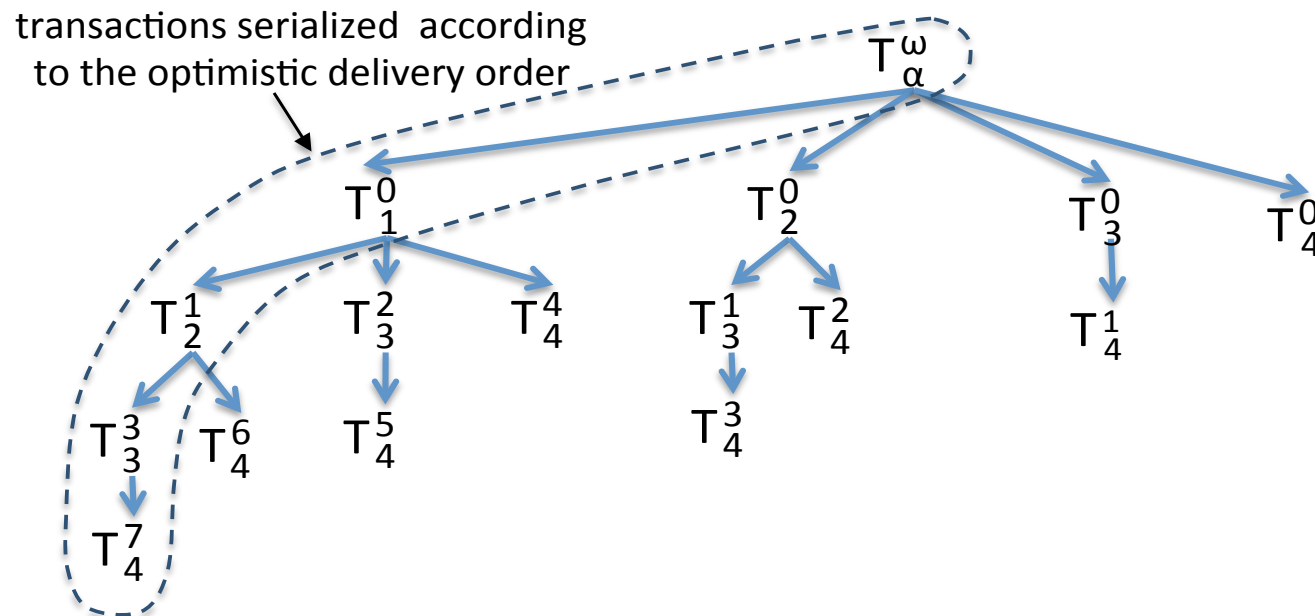 transactions serialized according
to the optimistic delivery order
T^ω_α
T^0_1 T^0_2 T^0_3 T^0_4
T^1_2 T^2_3 T^4_4 T^1_3 T^2_4 T^1_4
T^3_3 T^6_4 T^5_4 T^3_4
T^7_4